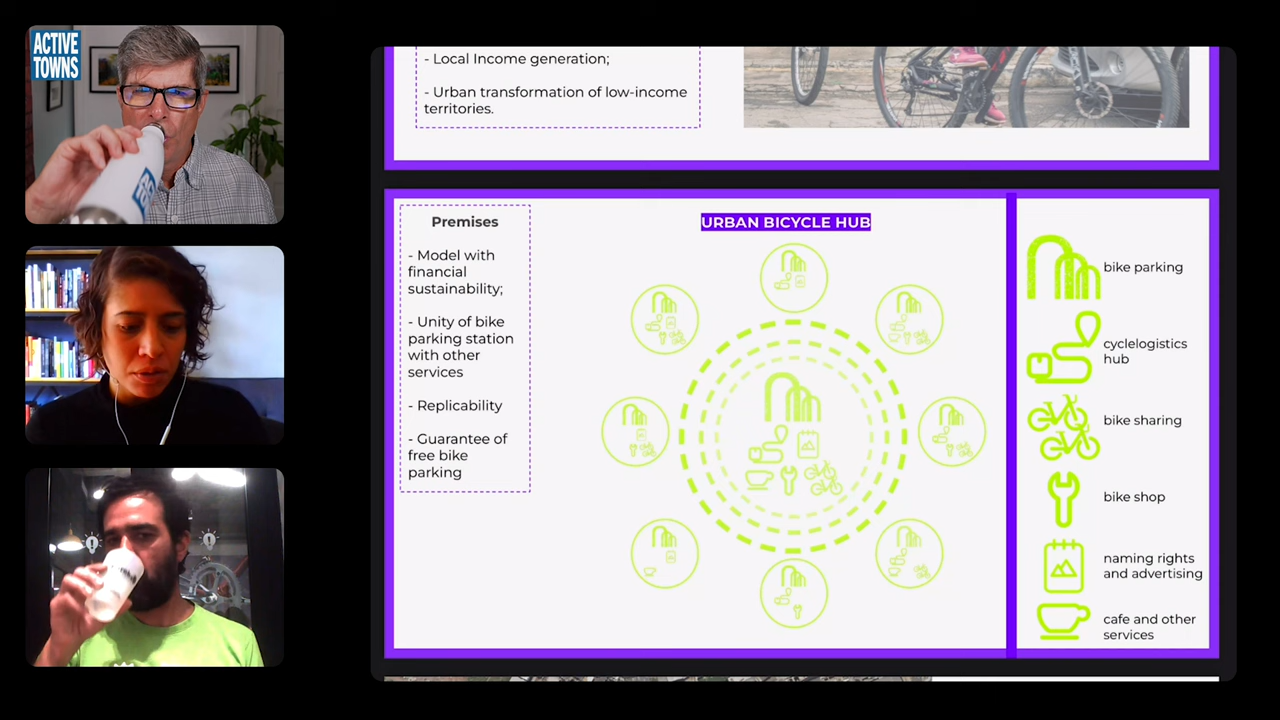 ACTIVE
TOWNS
- Local Income generation;
- Urban transformation of low-income
territories.
Premises
- Model with
financial
sustainability;
- Unity of bike
parking station
with other
services
- Replicability
- Guarantee of
free bike
parking
URBAN BICYCLE HUB
bike parking
cyclelogistics
hub
bike sharing
bike shop
naming rights
and advertising
cafe and other
services